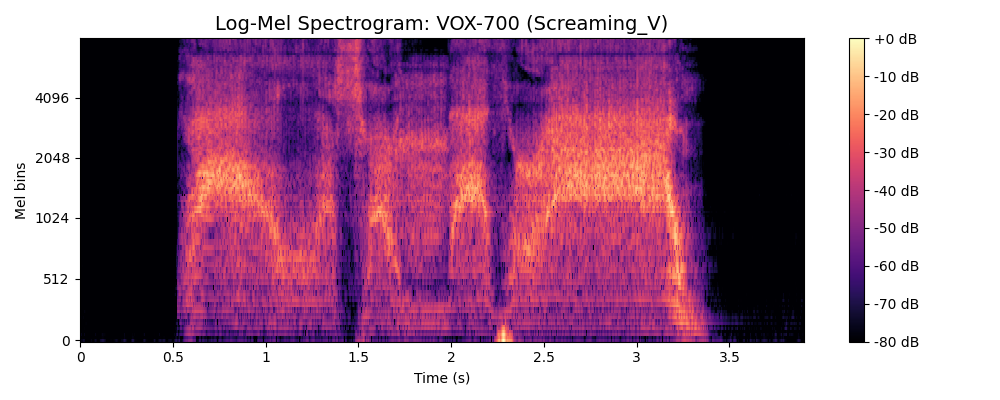 Log-Mel Spectrogram: VOX-700 (Screaming_V)
Mel bins
4096
2048
1024
512
0
0
0.5
1
1.5
2
2.5
3
3.5
Time (s)
+0 dB
-10 dB
-20 dB
-30 dB
-40 dB
-50 dB
-60 dB
-70 dB
-80 dB